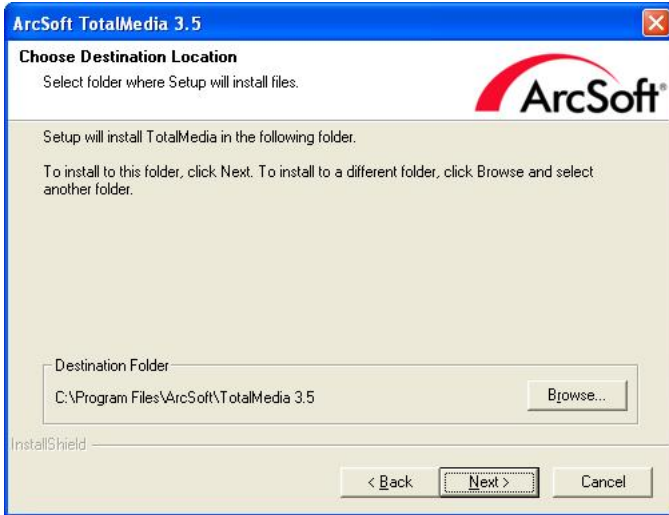 ArcSoft TotalMedia 3.5
Choose Destination Location
Select folder where Setup will install files.
ArcSoft®
Setup will install TotalMedia in the following folder.
To install to this folder, click Next. To install to a different folder, click Browse and select
another folder.
Destination Folder
C:\Program Files\ArcSoft\TotalMedia 3.5
Browse...
InstallShield
< Back
Next >
Cancel